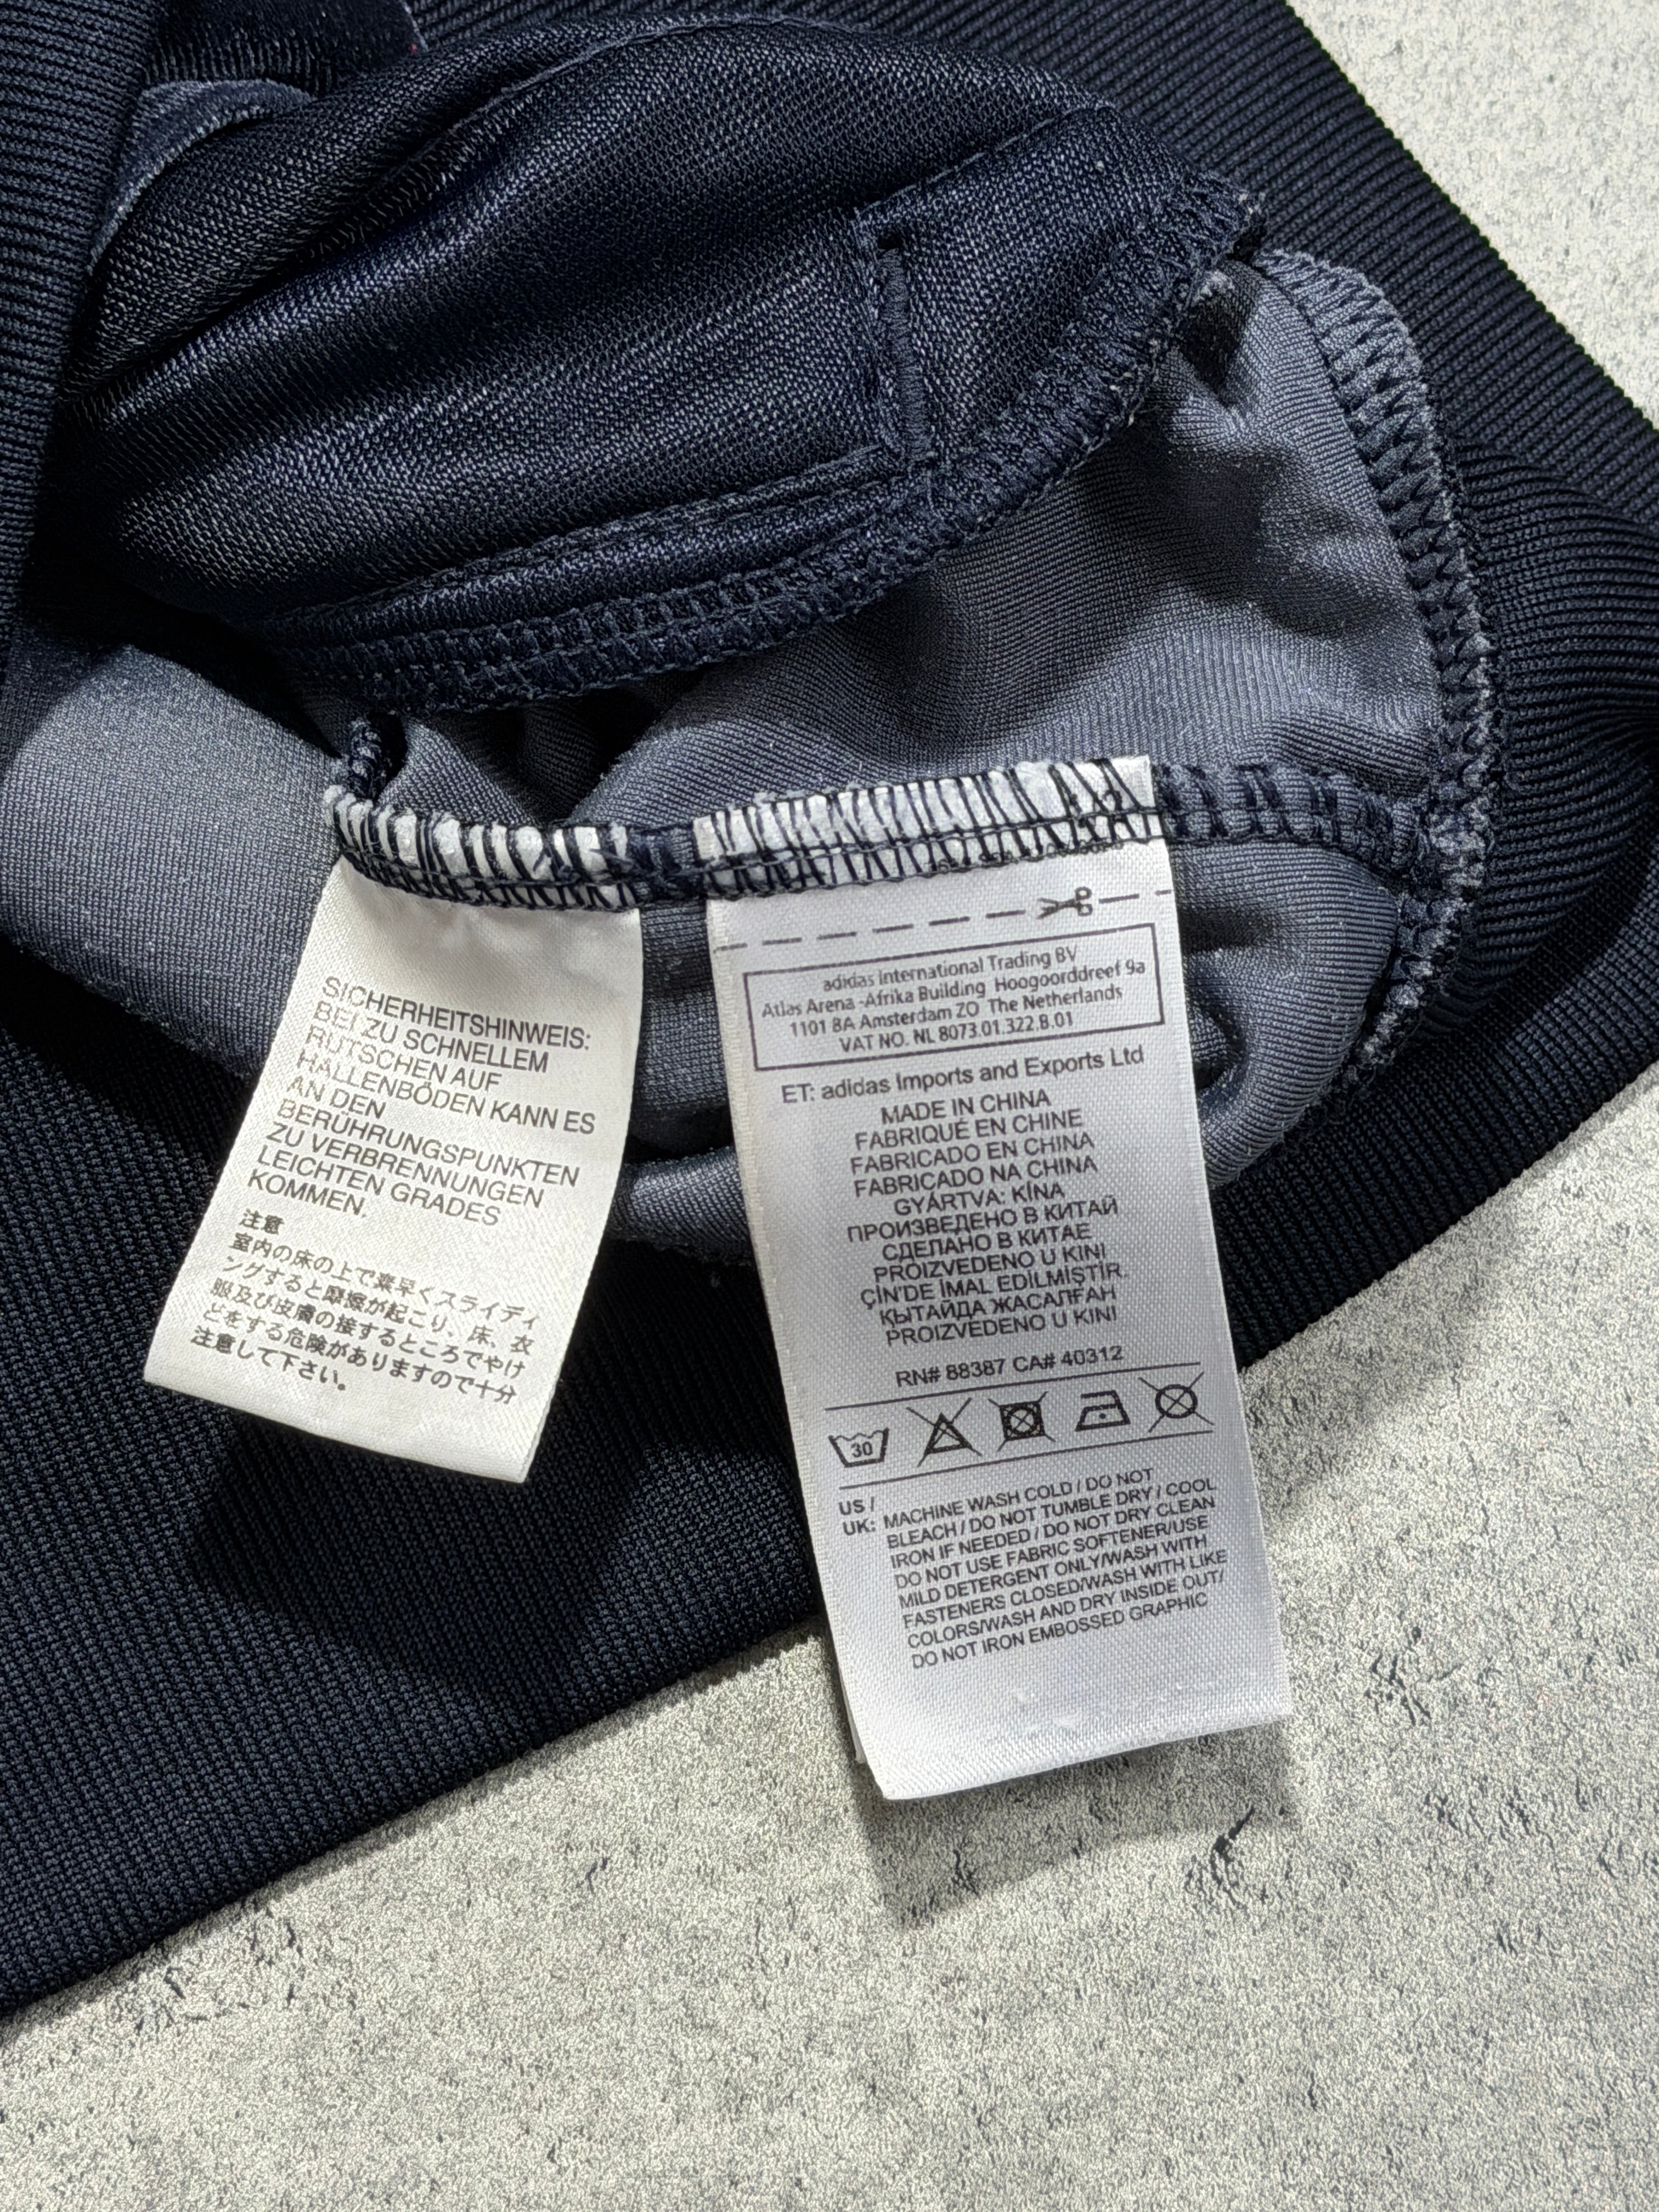 SICHERHEITSHINWEIS:
BEI ZU SCHNELLEM
RUTSCHEN AUF
HALLENBÖDEN KANN ES
AN DEN
BERÜHRUNGSPUNKTEN
ZU VERBRENNUNGEN
LEICHTEN GRADES
KOMMEN.
注意
室内の床の上で素早くスライディ
ングすると摩擦が起こり、床、衣
服及び皮膚の接するところでやけ
どをする危険がありますので十分
注意して下さい。
adidas International Trading BV
Atlas Arena -Afrika Building Hoogoorddreef 9a
1101 BA Amsterdam ZO The Netherlands
VAT NO. NL 8073.01.322.B.01
ET: adidas Imports and Exports Ltd
MADE IN CHINA
FABRIQUÉ EN CHINE
FABRICADO EN CHINA
FABRICADO NA CHINA
GYÁRTVA: KÍNA
ПРОИЗВЕДЕНО В КИТАЙ
СДЕЛАНО В КИТАЕ
PROIZVEDENO U KINI
ÇİN'DE İMAL EDİLMİŞTİR.
ҚЫТАЙДА ЖАСАЛҒАН
PROIZVEDENO U KINI
RN# 88387 CA# 40312
30
US / MACHINE WASH COLD / DO NOT
UK: BLEACH / DO NOT TUMBLE DRY / COOL
IRON IF NEEDED / DO NOT DRY CLEAN
DO NOT USE FABRIC SOFTENER/USE
MILD DETERGENT ONLY/WASH WITH
FASTENERS CLOSED/WASH WITH LIKE
COLORS/WASH AND DRY INSIDE OUT/
DO NOT IRON EMBOSSED GRAPHIC